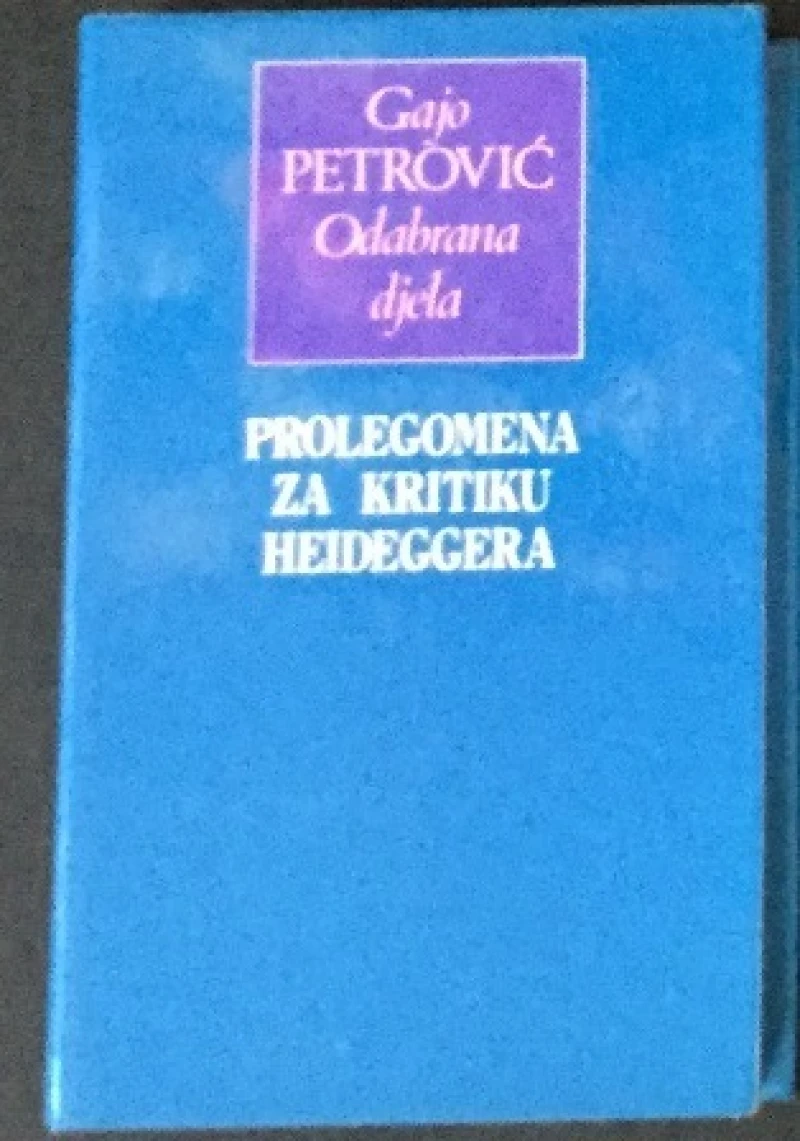 Gajo
PETROVIĆ
Odabrana
djela
PROLEGOMENA
ZA KRITIKU
HEIDEGGERA